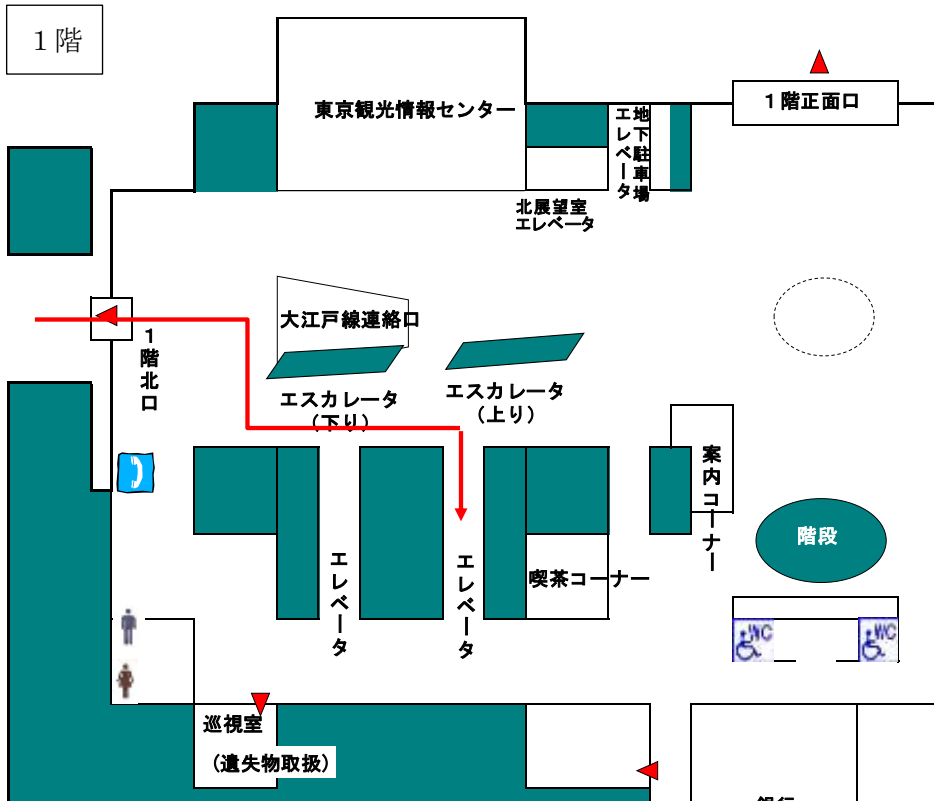 １階
東京観光情報センター
１階正面口
地下駐車場
エレベータ
北展望室
エレベータ
大江戸線連絡口
１階北口
エスカレータ
（下り）
エスカレータ
（上り）
案内コーナー
階段
エレベータ
エレベータ
喫茶コーナー
WC
WC
巡視室
（遺失物取扱）
銀行